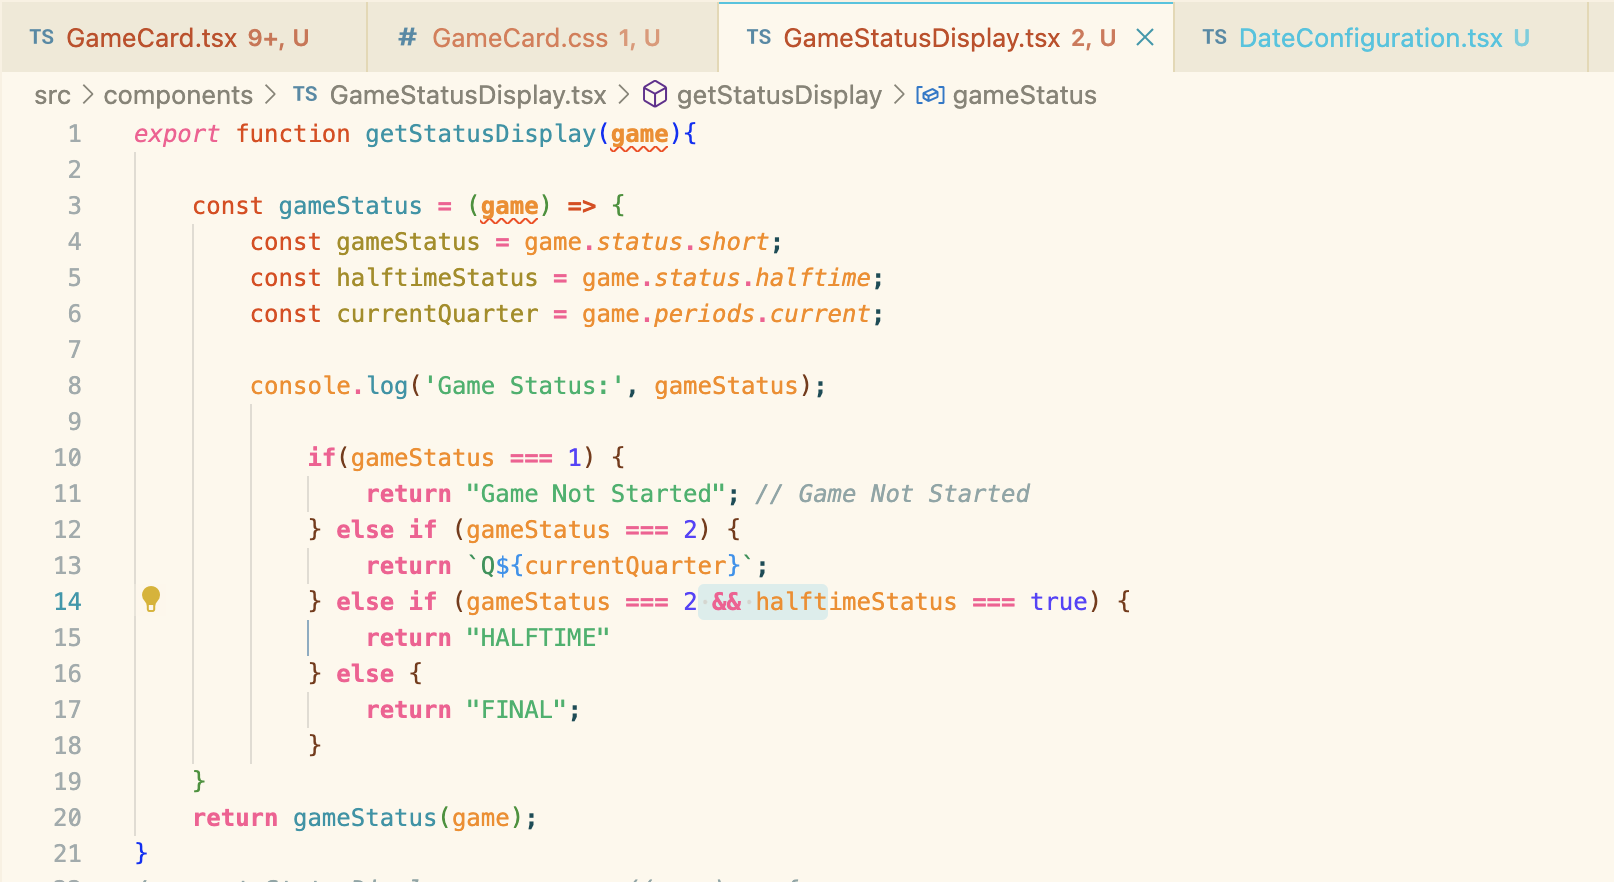 TS GameCard.tsx 9+, U # GameCard.css 1, U TS GameStatusDisplay.tsx 2, U TS DateConfiguration.tsx U
src > components > TS GameStatusDisplay.tsx > getStatusDisplay > gameStatus
1 export function getStatusDisplay(game){
2
3 const gameStatus = (game) => {
4 const gameStatus = game.status.short;
5 const halftimeStatus = game.status.halftime;
6 const currentQuarter = game.periods.current;
7
8 console.log('Game Status:', gameStatus);
9
10 if(gameStatus === 1) {
11 return "Game Not Started"; // Game Not Started
12 } else if (gameStatus === 2) {
13 return `Q${currentQuarter}`;
14 } else if (gameStatus === 2 && halftimeStatus === true) {
15 return "HALFTIME"
16 } else {
17 return "FINAL";
18 }
19 }
20 return gameStatus(game);
21 }